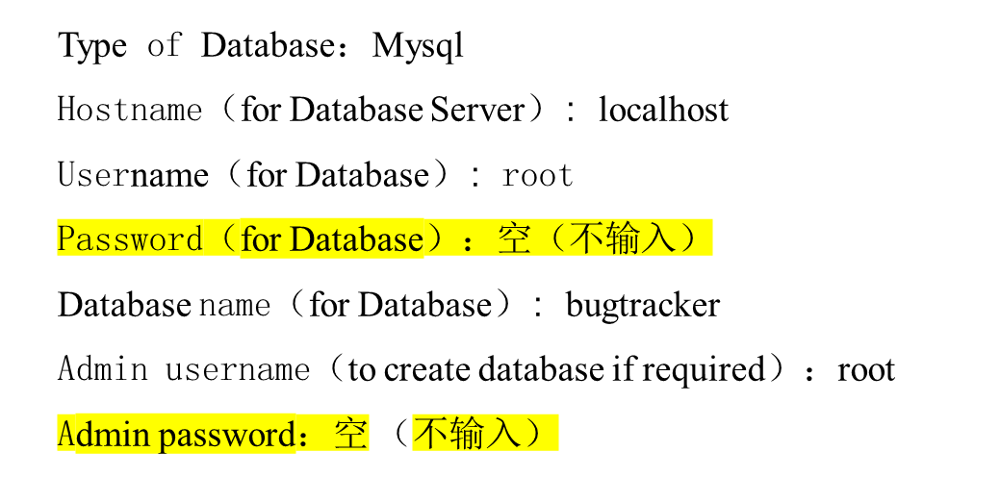 Type of Database：Mysql
Hostname（for Database Server）：localhost
Username（for Database）：root
Password（for Database）：空（不输入）
Database name（for Database）：bugtracker
Admin username（to create database if required）：root
Admin password：空（不输入）